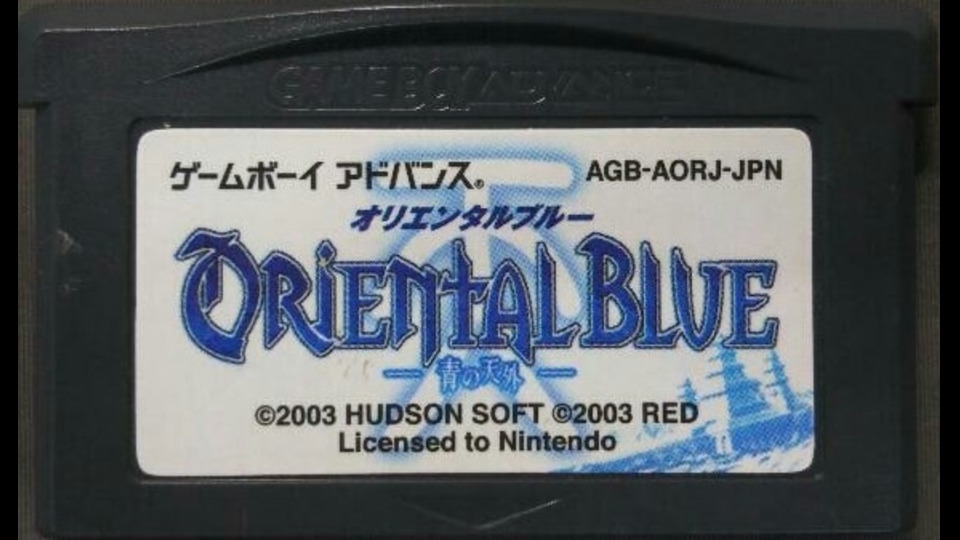 GAME BOY ADVANCE
ゲームボーイ アドバンス® AGB-AORJ-JPN
オリエンタルブルー
ORIENTAL BLUE
— 青の天外 —
©2003 HUDSON SOFT ©2003 RED
Licensed to Nintendo